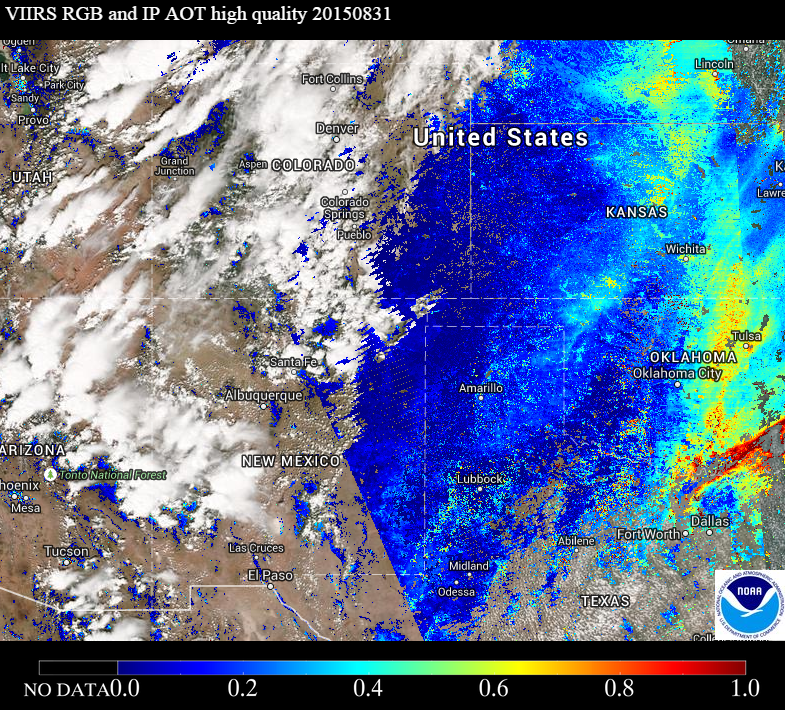 VIIRS RGB and IP AOT high quality 20150831
Ogden
Omaha
lt Lake City
Lincoln
Park City
Fort Collins
Sandy
Provo
Denver
United States
Grand
Junction
Aspen
COLORADO
UTAH
K
Lawre
Colorado
Springs
KANSAS
Pueblo
Wichita
Tulsa
Santa Fe
OKLAHOMA
Oklahoma City
Amarillo
Albuquerque
ARIZONA
NEW MEXICO
Tonto National Forest
hoenix
Lubbock
Mesa
Dallas
Fort Worth
Abilene
Tucson
Las Cruces
Midland
El Paso
Odessa
TEXAS
NOAA
Colle
NO DATA 0.0 0.2 0.4 0.6 0.8 1.0